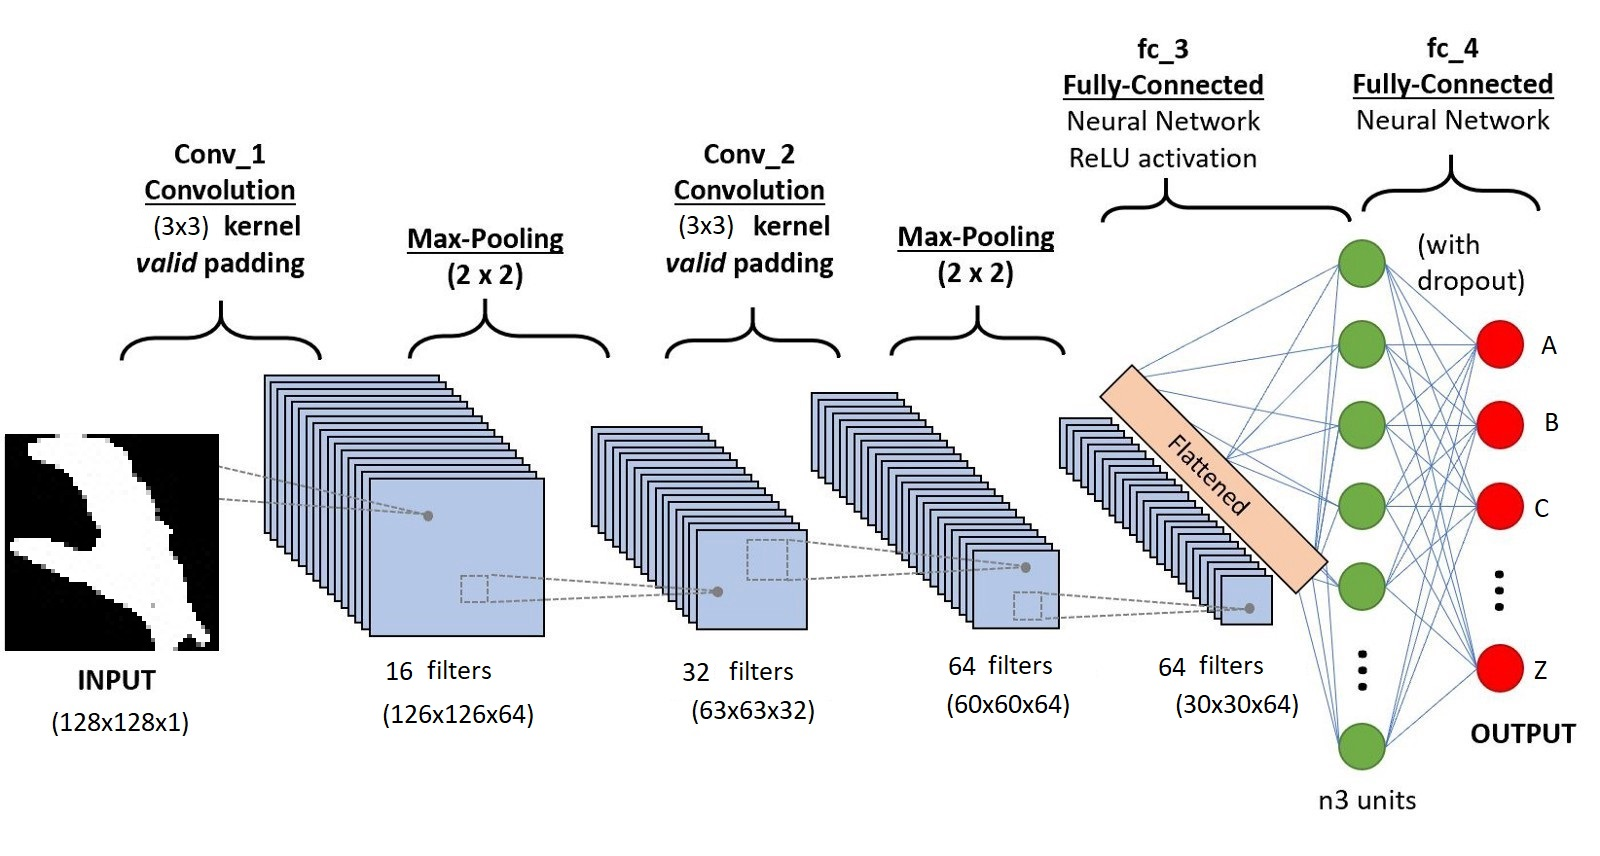 Conv_1
Convolution
(3x3) kernel
valid padding
Max-Pooling
(2 x 2)
Conv_2
Convolution
(3x3) kernel
valid padding
Max-Pooling
(2 x 2)
fc_3
Fully-Connected
Neural Network
ReLU activation
fc_4
Fully-Connected
Neural Network
(with
dropout)
Flattened
A
B
C
Z
OUTPUT
INPUT
(128x128x1)
16 filters
(126x126x64)
32 filters
(63x63x32)
64 filters
(60x60x64)
64 filters
(30x30x64)
n3 units